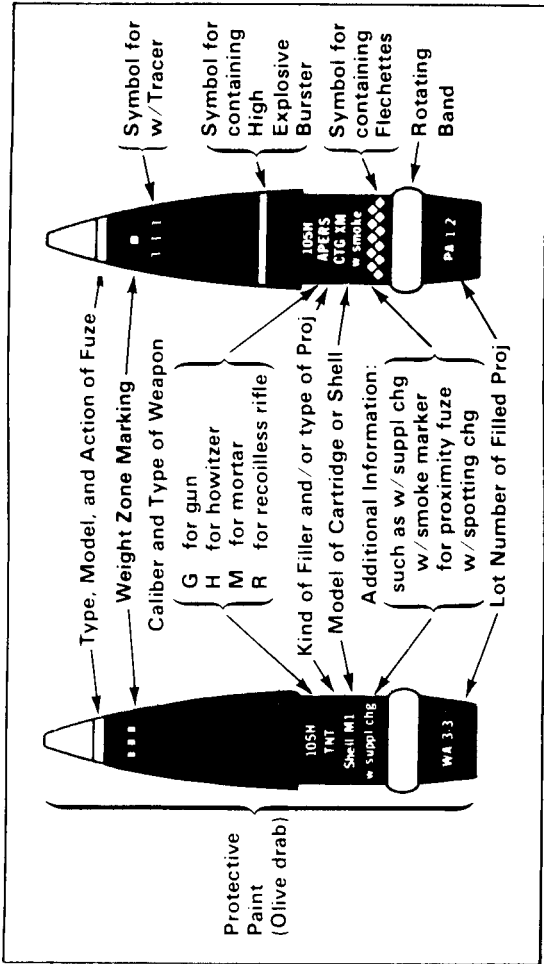 Protective
Paint
(Olive drab)
Type, Model, and Action of Fuze
Weight Zone Marking
Caliber and Type of Weapon
G for gun
H for howitzer
M for mortar
R for recoilless rifle
Kind of Filler and/or type of Proj
Model of Cartridge or Shell
Additional Information:
such as w/suppl chg
w/smoke marker
for proximity fuze
w/spotting chg
Lot Number of Filled Proj
105H
TNT
Shell M1
w suppl chg
WA 3-3
T T T
105H
APERS
CTG XM
w smoke
PA 1 2
Symbol for
w/Tracer
Symbol for
containing
High
Explosive
Burster
Symbol for
containing
Flechettes
Rotating
Band